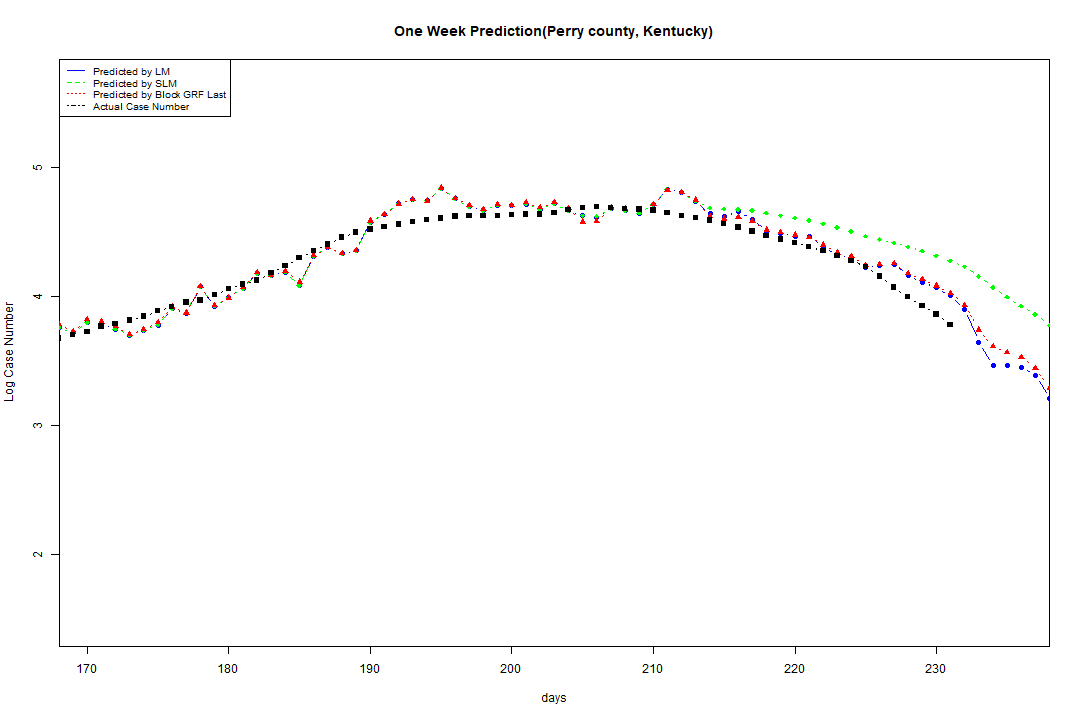 One Week Prediction(Perry county, Kentucky)
Predicted by LM
Predicted by SLM
Predicted by Block GRF Last
Actual Case Number
Log Case Number
5
4
3
2
170 180 190 200 210 220 230
days